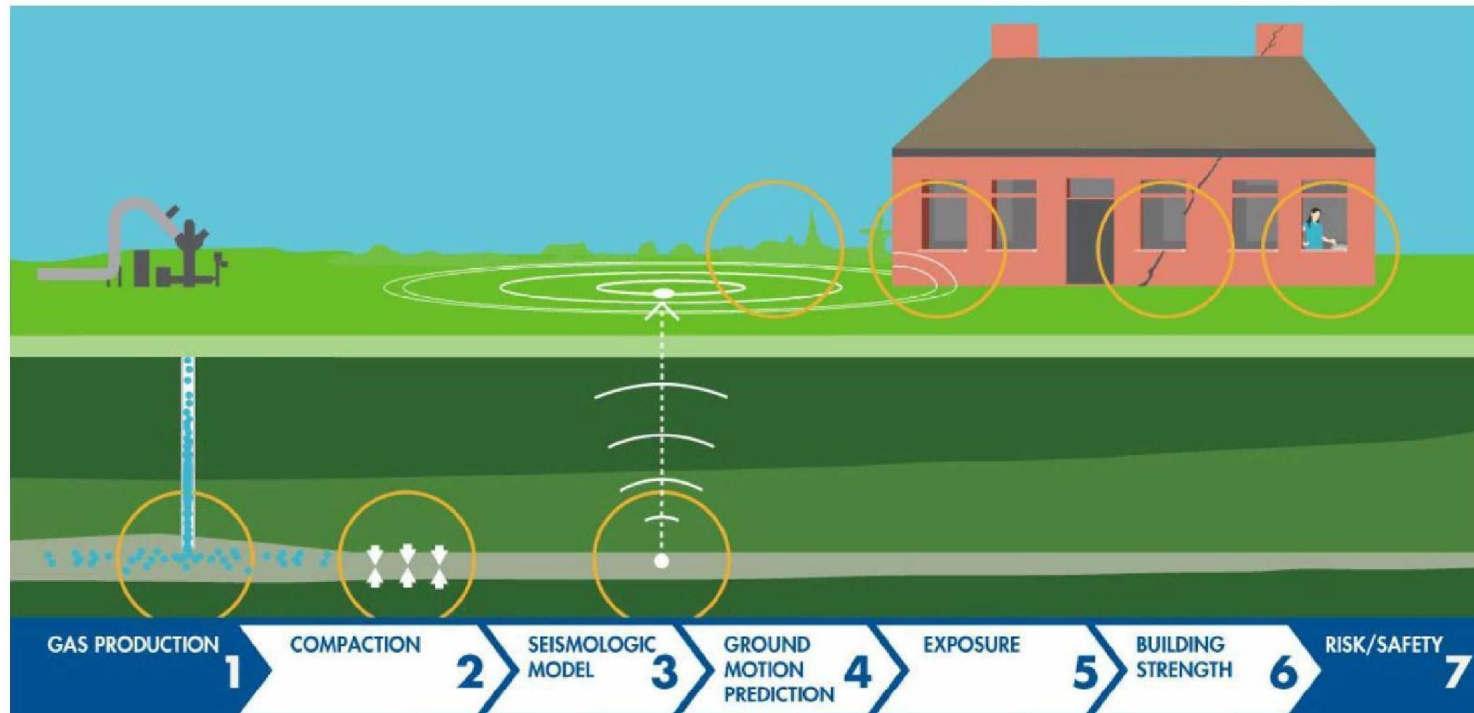 GAS PRODUCTION 1
COMPACTION 2
SEISMOLOGIC
MODEL 3
GROUND
MOTION
PREDICTION 4
EXPOSURE 5
BUILDING
STRENGTH 6
RISK/SAFETY 7